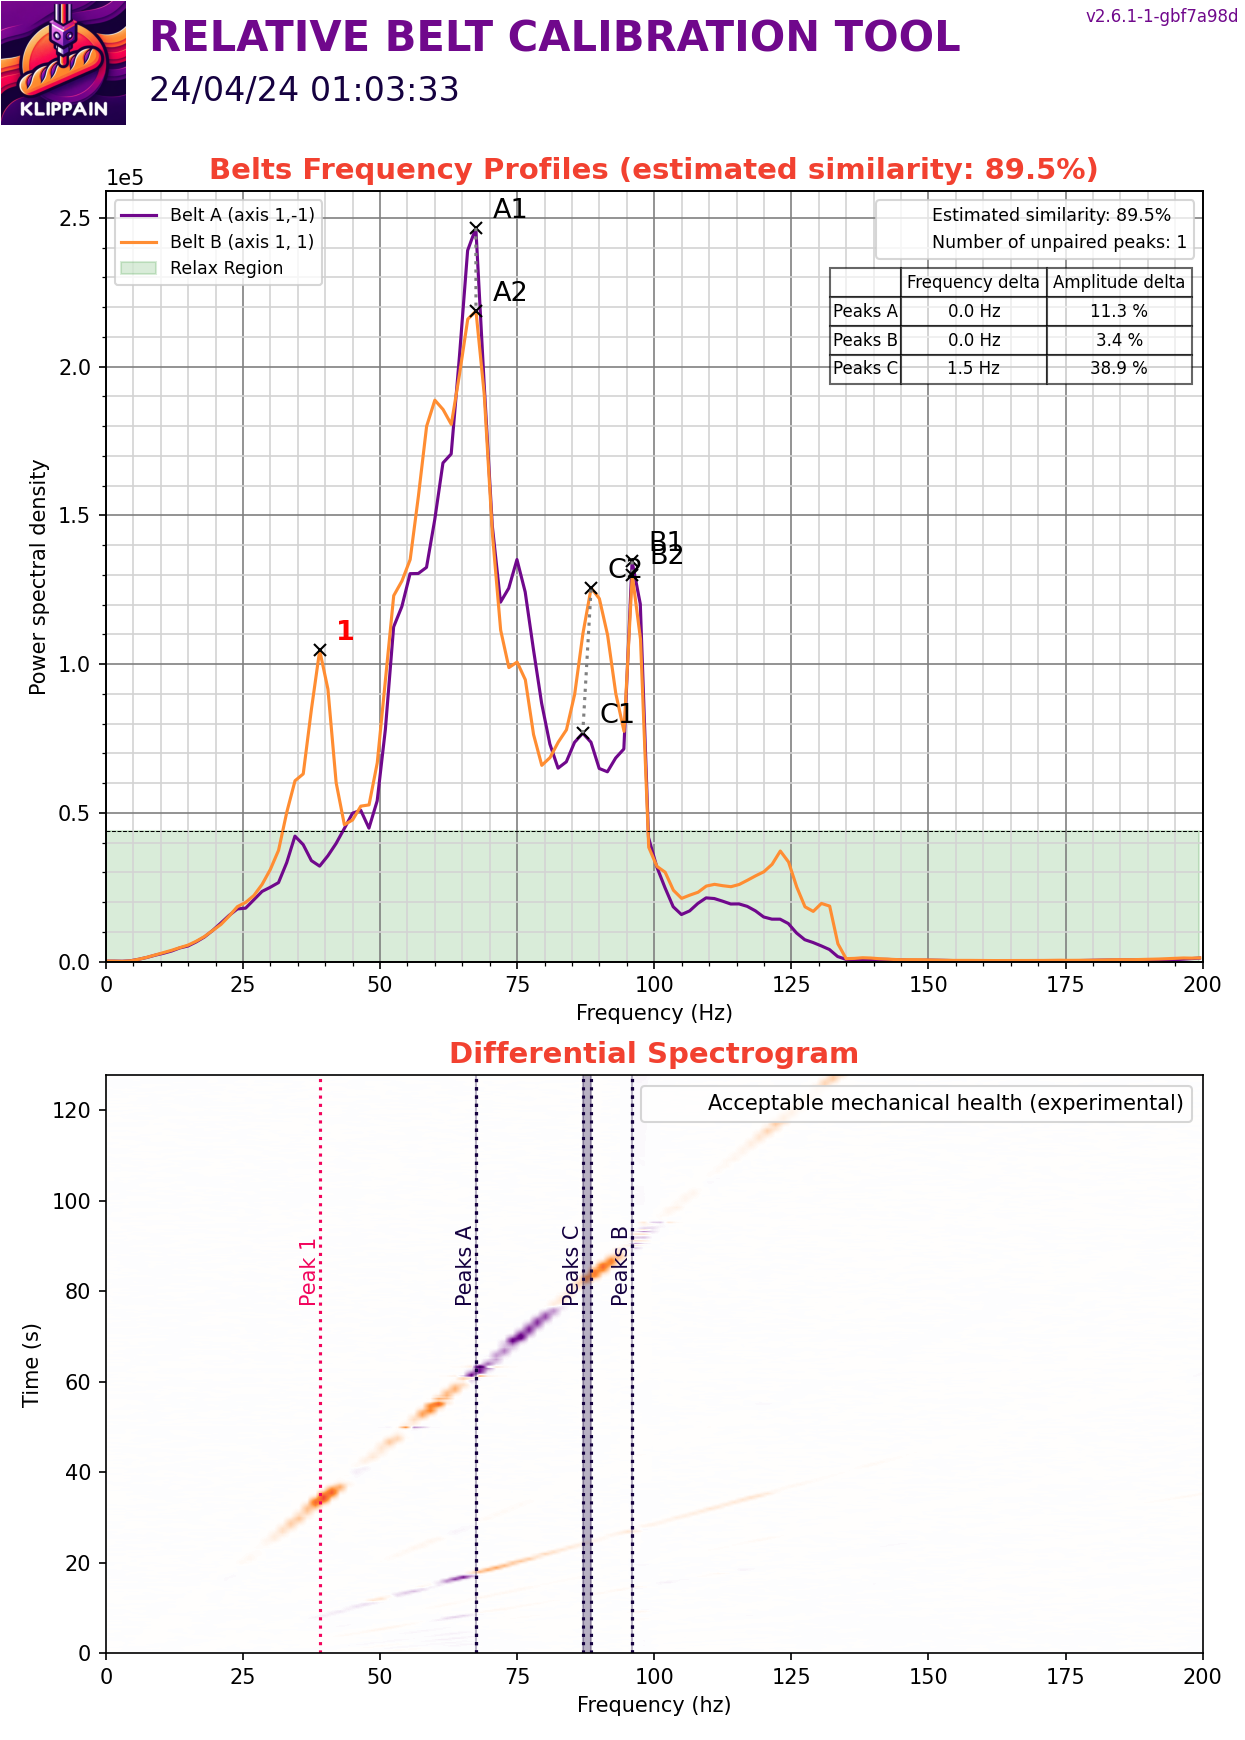 KLIPPAIN
RELATIVE BELT CALIBRATION TOOL
24/04/24 01:03:33
v2.6.1-1-gbf7a98d
Belts Frequency Profiles (estimated similarity: 89.5%)
1e5
Belt A (axis 1,-1)
Belt B (axis 1, 1)
Relax Region
Estimated similarity: 89.5%
Number of unpaired peaks: 1
Frequency delta Amplitude delta
Peaks A 0.0 Hz 11.3 %
Peaks B 0.0 Hz 3.4 %
Peaks C 1.5 Hz 38.9 %
A1
A2
B1
B2
C2
C1
1
Power spectral density
2.5
2.0
1.5
1.0
0.5
0.0
0 25 50 75 100 125 150 175 200
Frequency (Hz)
Differential Spectrogram
Acceptable mechanical health (experimental)
Peak 1
Peaks A
Peaks C
Peaks B
Time (s)
120
100
80
60
40
20
0
0 25 50 75 100 125 150 175 200
Frequency (hz)